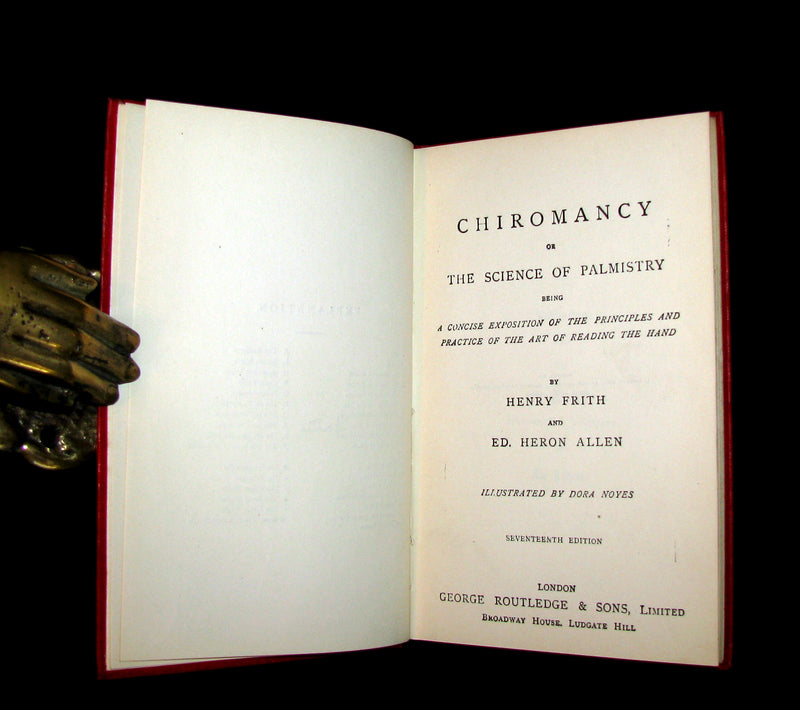 CHIROMANCY
OR
THE SCIENCE OF PALMISTRY
BEING
A CONCISE EXPOSITION OF THE PRINCIPLES AND
PRACTICE OF THE ART OF READING THE HAND
BY
HENRY FRITH
AND
ED. HERON ALLEN
ILLUSTRATED BY DORA NOYES
SEVENTEENTH EDITION
LONDON
GEORGE ROUTLEDGE & SONS, LIMITED
BROADWAY HOUSE, LUDGATE HILL